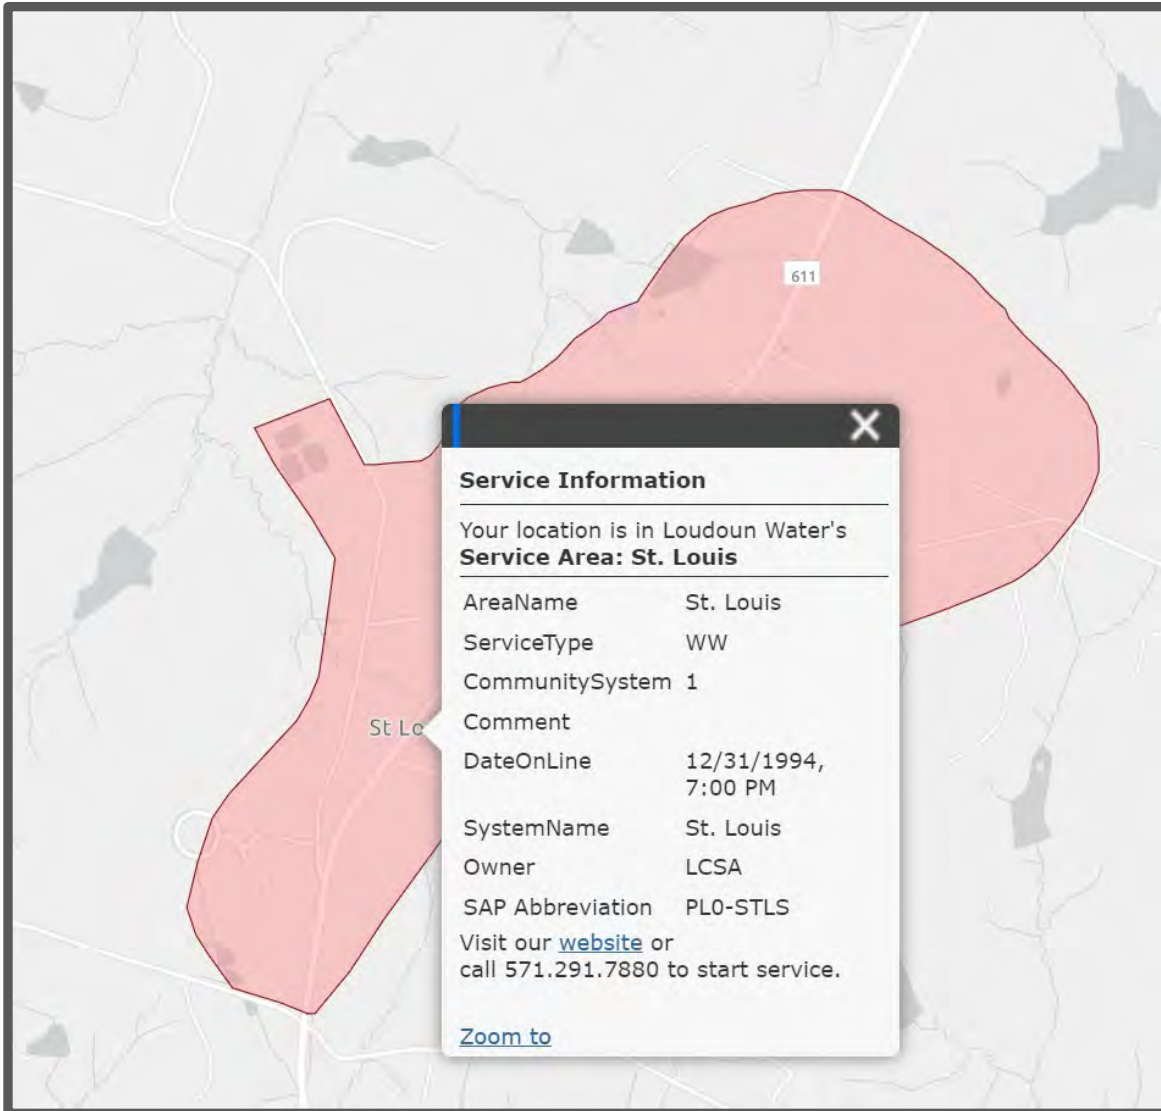 611
Service Information
Your location is in Loudoun Water's
Service Area: St. Louis
AreaName St. Louis
ServiceType WW
CommunitySystem 1
Comment
DateOnLine 12/31/1994,
7:00 PM
St Lo
SystemName St. Louis
Owner LCSA
SAP Abbreviation PL0-STLS
Visit our website or
call 571.291.7880 to start service.
Zoom to